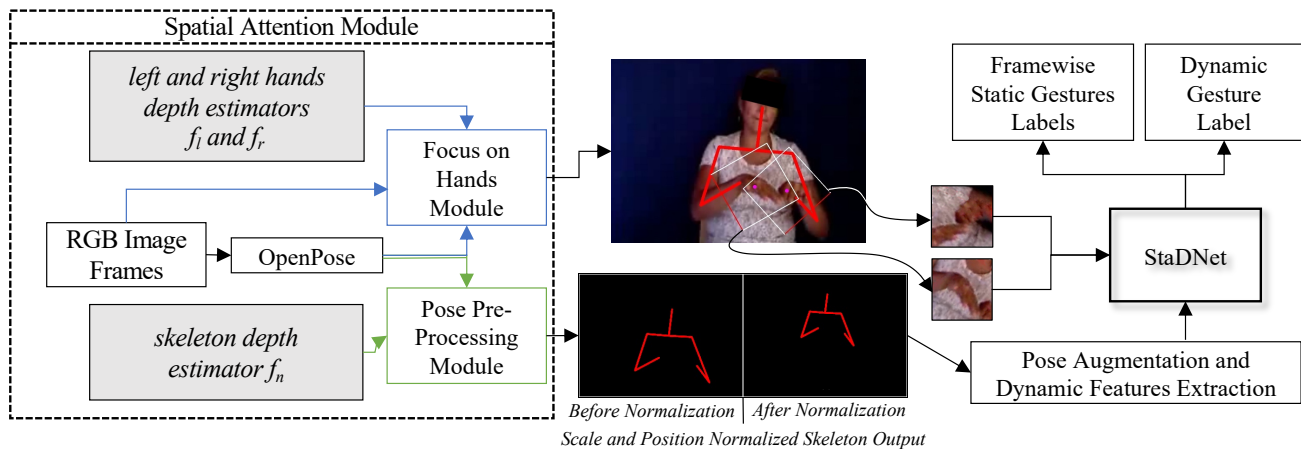 Spatial Attention Module
left and right hands
depth estimators
f_l and f_r
Focus on
Hands
Module
RGB Image
Frames
OpenPose
skeleton depth
estimator f_n
Pose Pre-
Processing
Module
Before Normalization
After Normalization
Scale and Position Normalized Skeleton Output
Framewise
Static Gestures
Labels
Dynamic
Gesture
Label
StaDNet
Pose Augmentation and
Dynamic Features Extraction